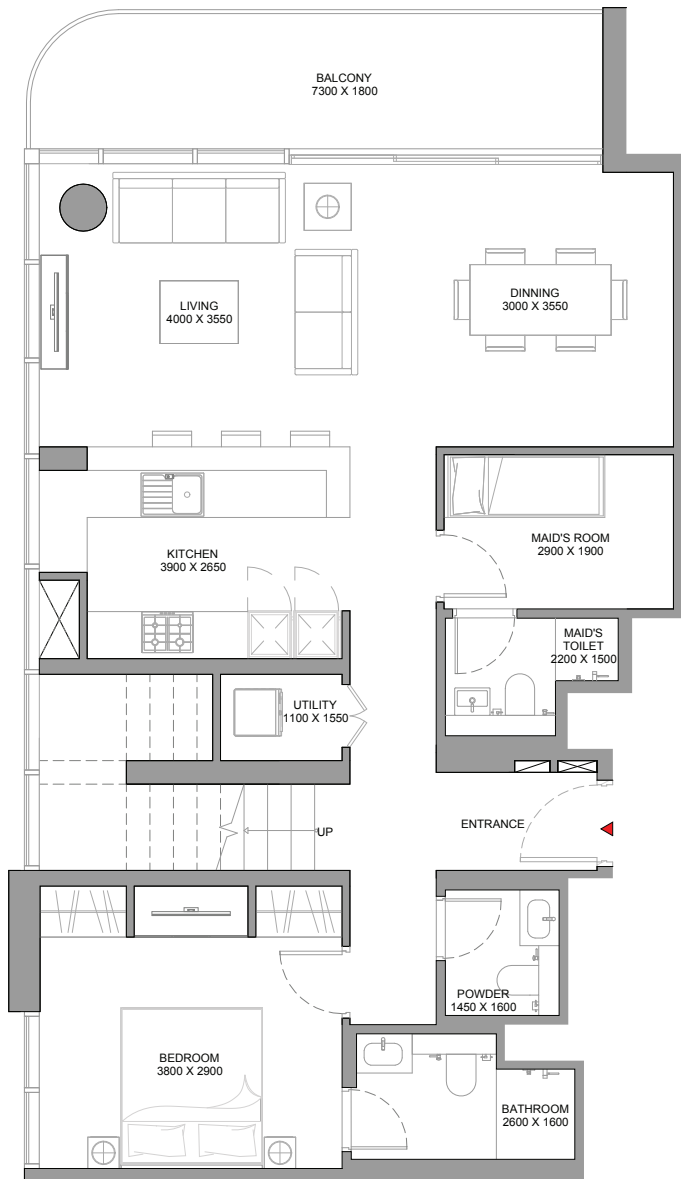 BALCONY
7300 X 1800
LIVING
4000 X 3550
DINNING
3000 X 3550
KITCHEN
3900 X 2650
MAID'S ROOM
2900 X 1900
MAID'S
TOILET
2200 X 1500
UTILITY
1100 X 1550
UP
ENTRANCE
POWDER
1450 X 1600
BEDROOM
3800 X 2900
BATHROOM
2600 X 1600